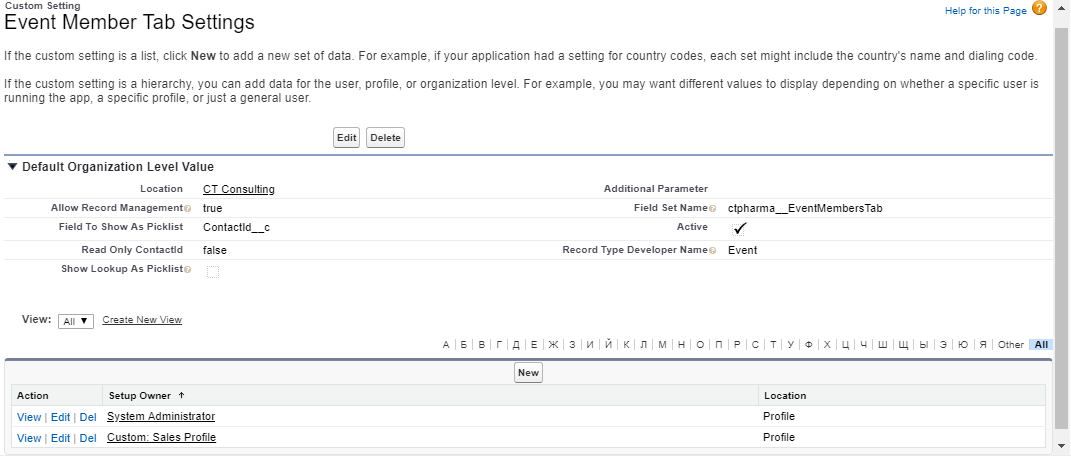 Custom Setting
Event Member Tab Settings
Help for this Page ?
If the custom setting is a list, click New to add a new set of data. For example, if your application had a setting for country codes, each set might include the country's name and dialing code.
If the custom setting is a hierarchy, you can add data for the user, profile, or organization level. For example, you may want different values to display depending on whether a specific user is
running the app, a specific profile, or just a general user.
Edit Delete
Default Organization Level Value
Location CT Consulting Additional Parameter
Allow Record Management true Field Set Name ctpharma__EventMembersTab
Field To Show As Picklist ContactId__c Active
Read Only ContactId false Record Type Developer Name Event
Show Lookup As Picklist
View: All Create New View
А | Б | В | Г | Д | Е | Ж | З | И | Й | К | Л | М | Н | О | П | Р | С | Т | У | Ф | Х | Ц | Ч | Ш | Щ | Ы | Э | Ю | Я | Other All
New
Action Setup Owner Location
View | Edit | Del System Administrator Profile
View | Edit | Del Custom: Sales Profile Profile